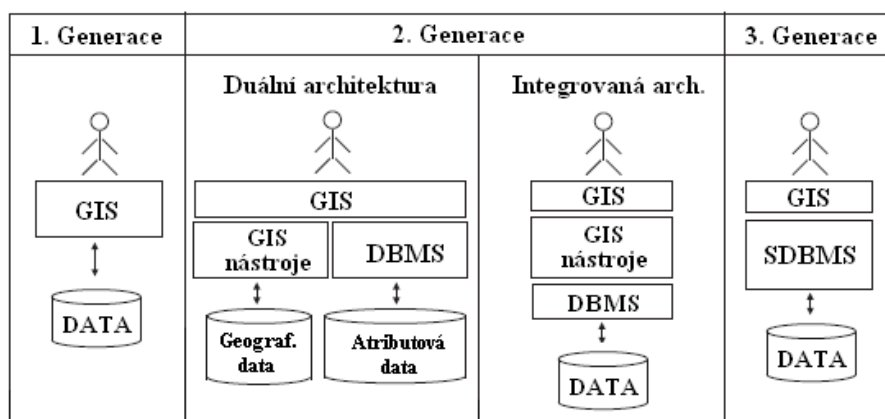 1. Generace
2. Generace
3. Generace
Duální architektura
Integrovaná arch.
GIS
DATA
GIS
GIS
nástroje
DBMS
Geograf.
data
Atributová
data
GIS
GIS
nástroje
DBMS
DATA
GIS
SDBMS
DATA